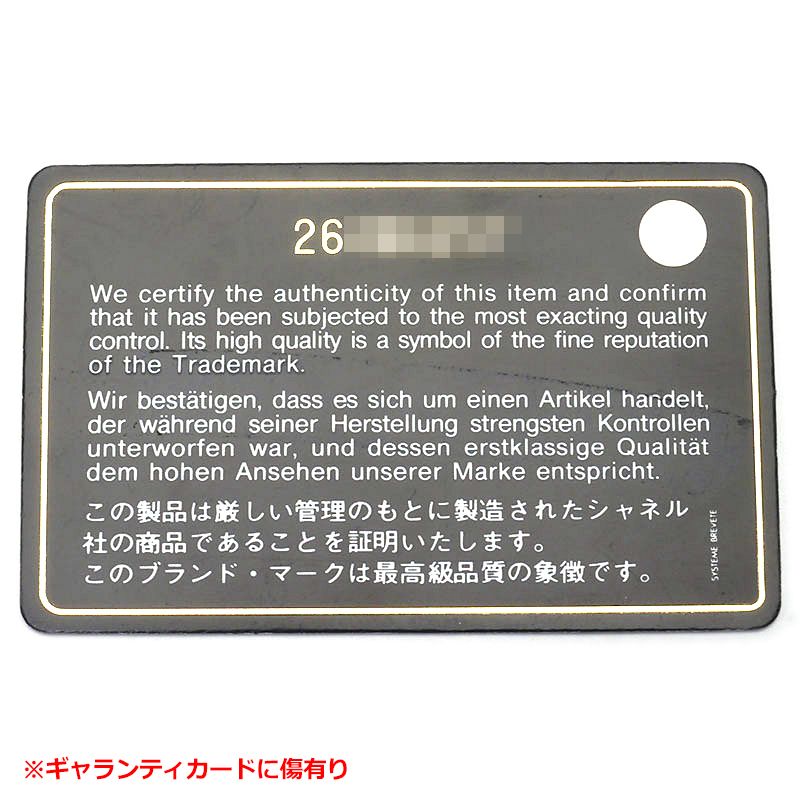 26
We certify the authenticity of this item and confirm
that it has been subjected to the most exacting quality
control. Its high quality is a symbol of the fine reputation
of the Trademark.
Wir bestätigen, dass es sich um einen Artikel handelt,
der während seiner Herstellung strengsten Kontrollen
unterworfen war, und dessen erstklassige Qualität
dem hohen Ansehen unserer Marke entspricht.
この製品は厳しい管理のもとに製造されたシャネル
社の商品であることを証明いたします。
このブランド・マークは最高級品質の象徴です。
SYSTEME BREVETE
※ギャランティカードに傷有り